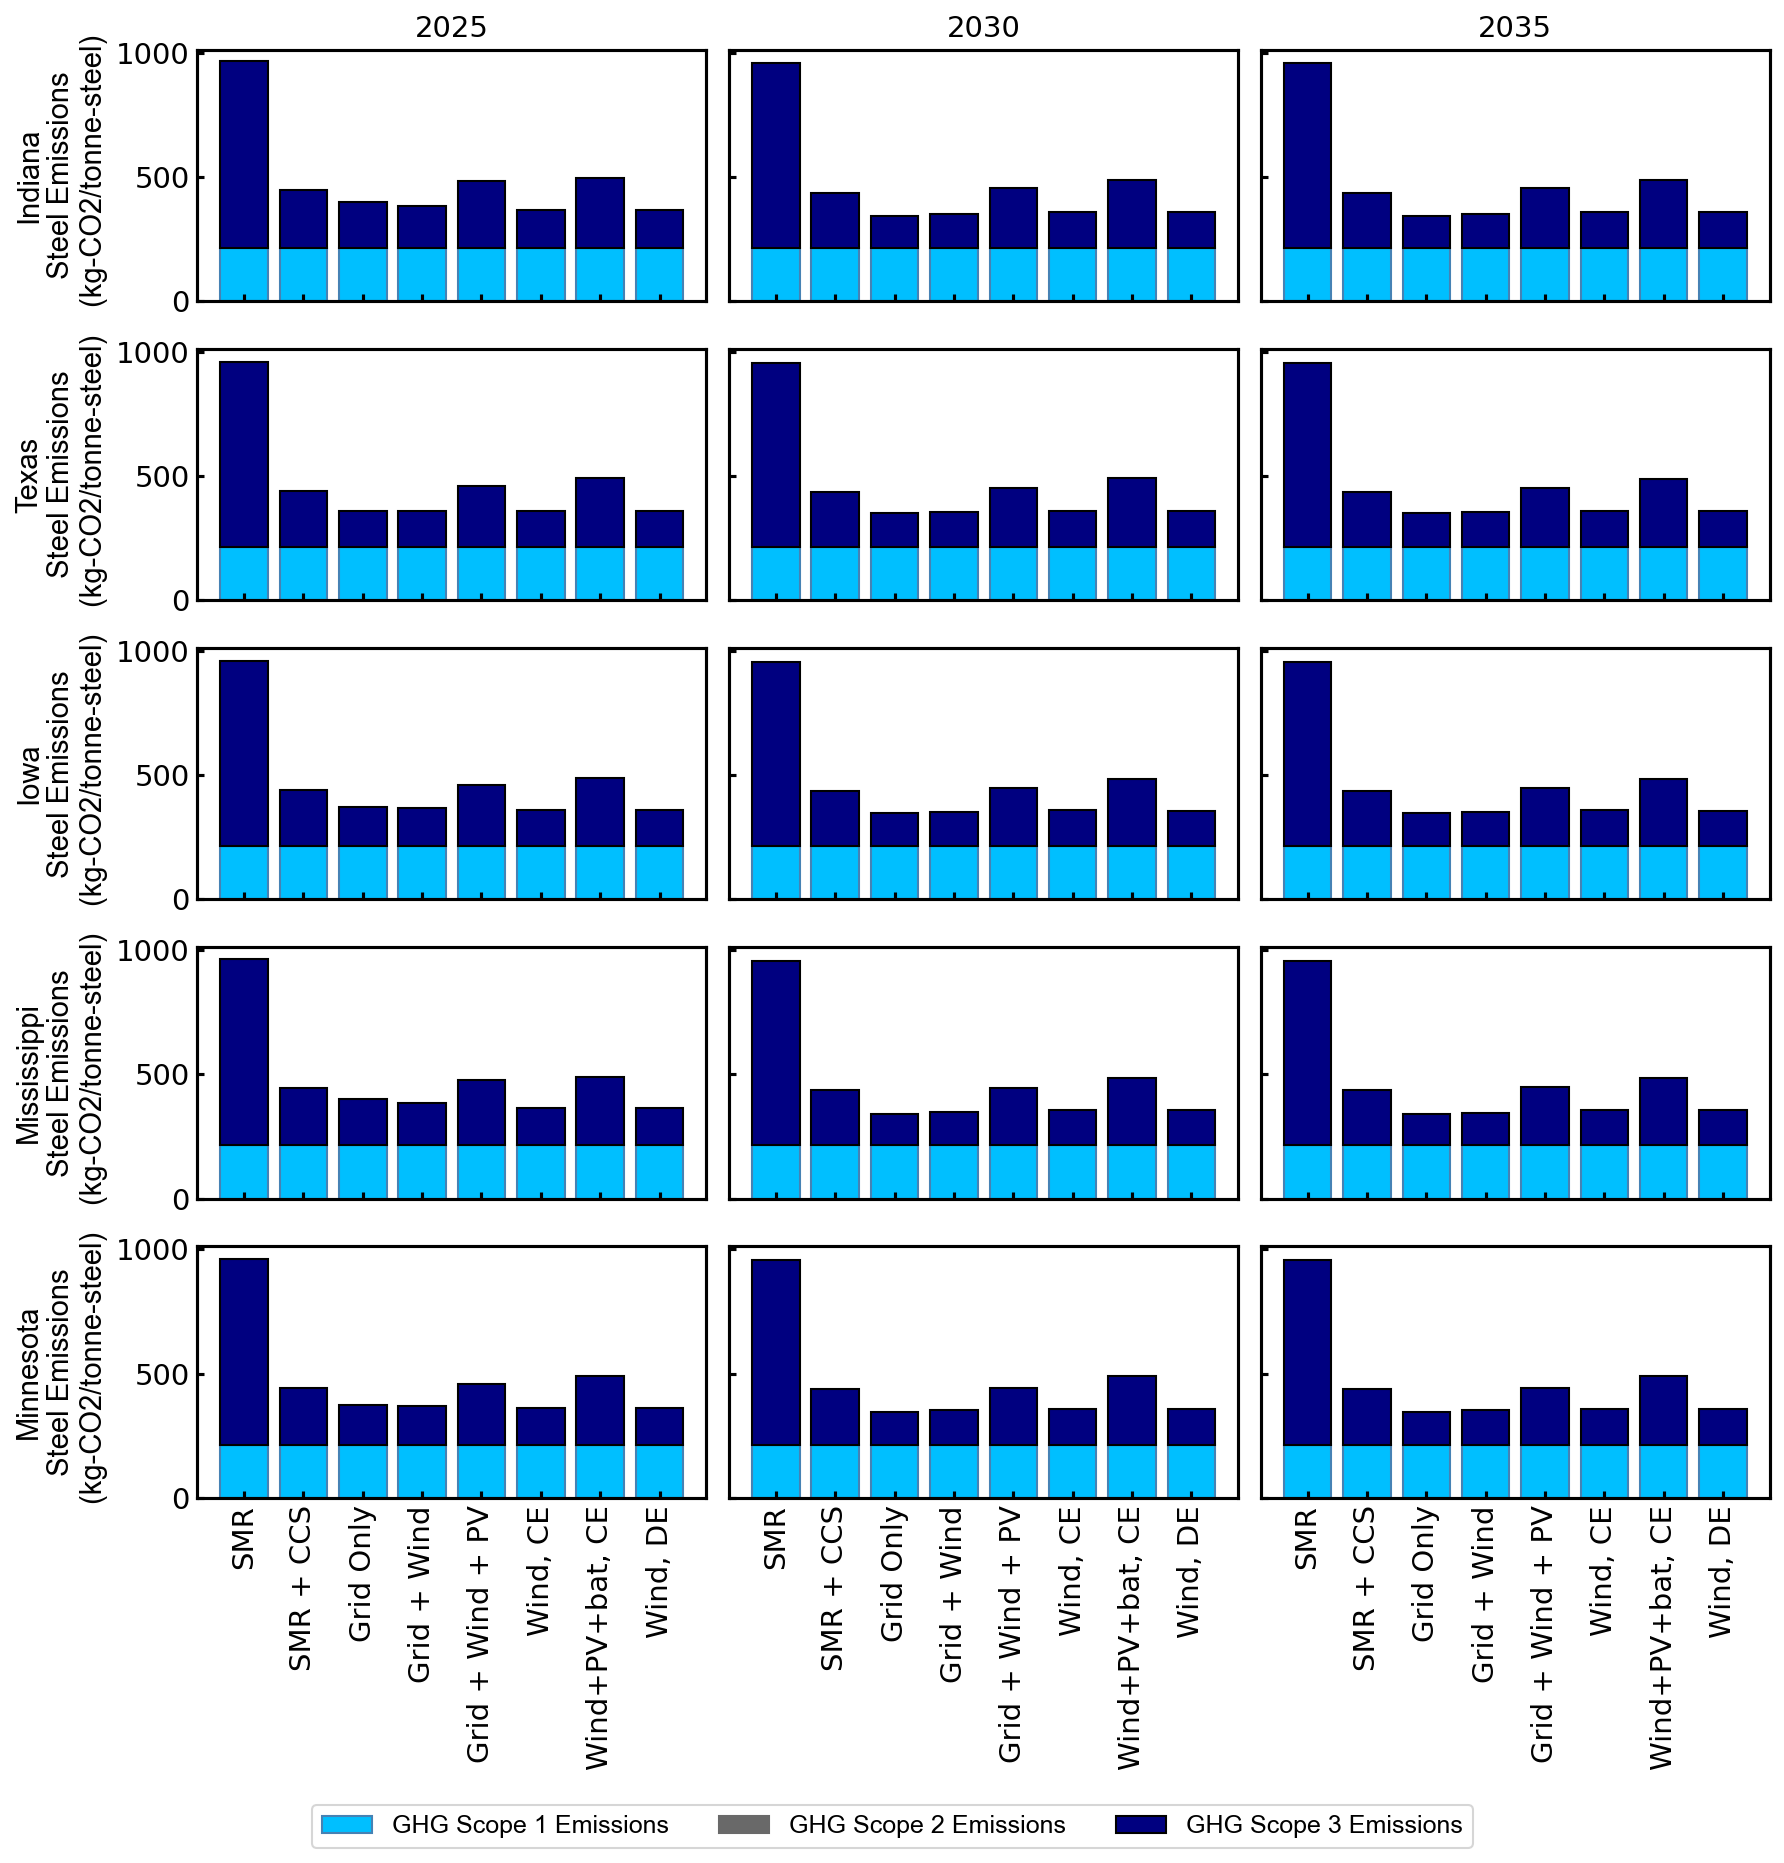 2025
2030
2035
Indiana
Steel Emissions
(kg-CO2/tonne-steel)
1000
500
0
Texas
Steel Emissions
(kg-CO2/tonne-steel)
1000
500
0
Iowa
Steel Emissions
(kg-CO2/tonne-steel)
1000
500
0
Mississippi
Steel Emissions
(kg-CO2/tonne-steel)
1000
500
0
Minnesota
Steel Emissions
(kg-CO2/tonne-steel)
1000
500
0
SMR
SMR + CCS
Grid Only
Grid + Wind
Grid + Wind + PV
Wind, CE
Wind+PV+bat, CE
Wind, DE
SMR
SMR + CCS
Grid Only
Grid + Wind
Grid + Wind + PV
Wind, CE
Wind+PV+bat, CE
Wind, DE
SMR
SMR + CCS
Grid Only
Grid + Wind
Grid + Wind + PV
Wind, CE
Wind+PV+bat, CE
Wind, DE
GHG Scope 1 Emissions
GHG Scope 2 Emissions
GHG Scope 3 Emissions